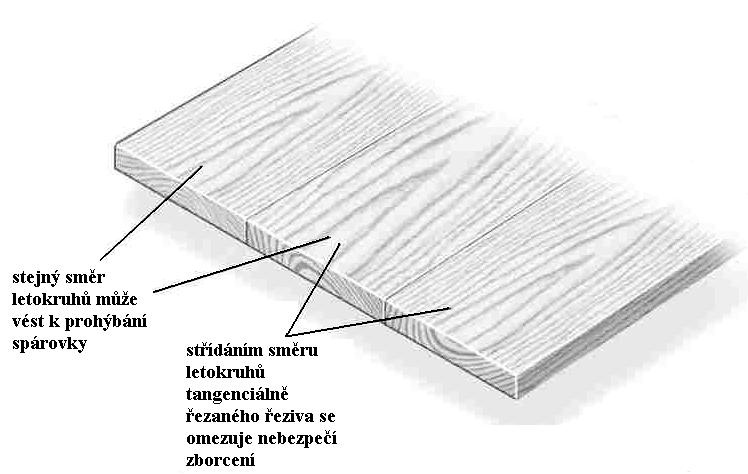 stejný směr
letokruhů může
vést k prohýbání
spárovky
střídáním směru
letokruhů
tangenciálně
řezaného řeziva se
omezuje nebezpečí
zborcení